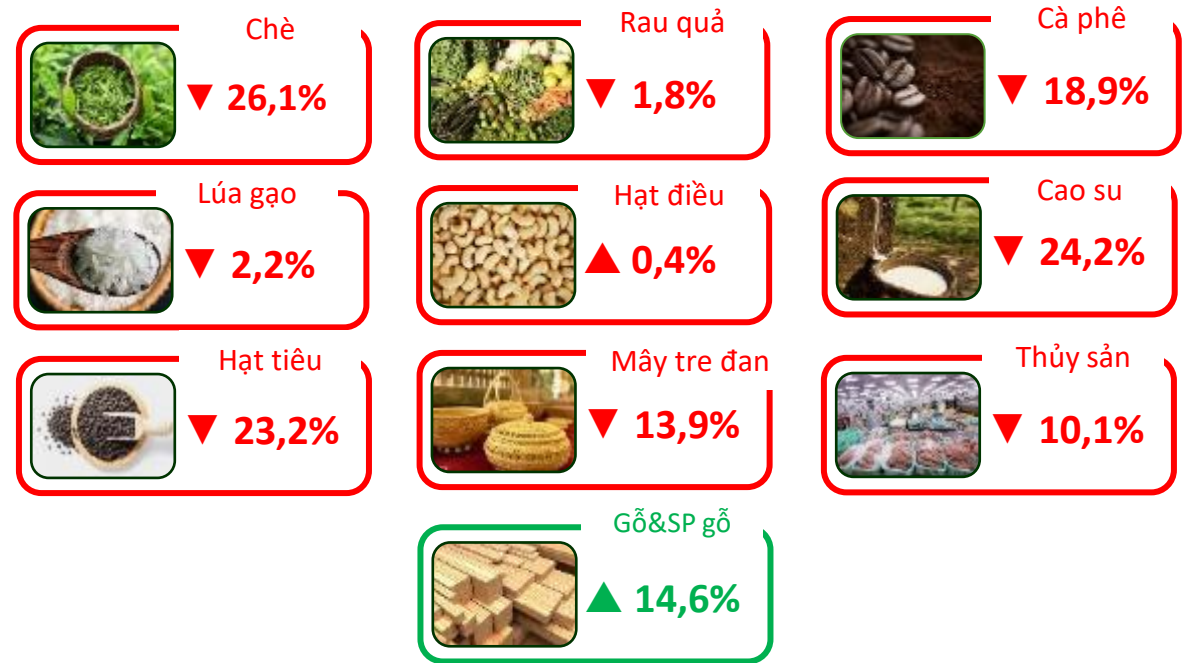 Chè
▼ 26,1%
Rau quả
▼ 1,8%
Cà phê
▼ 18,9%
Lúa gạo
▼ 2,2%
Hạt điều
▲ 0,4%
Cao su
▼ 24,2%
Hạt tiêu
▼ 23,2%
Mây tre đan
▼ 13,9%
Thủy sản
▼ 10,1%
Gỗ&SP gỗ
▲ 14,6%